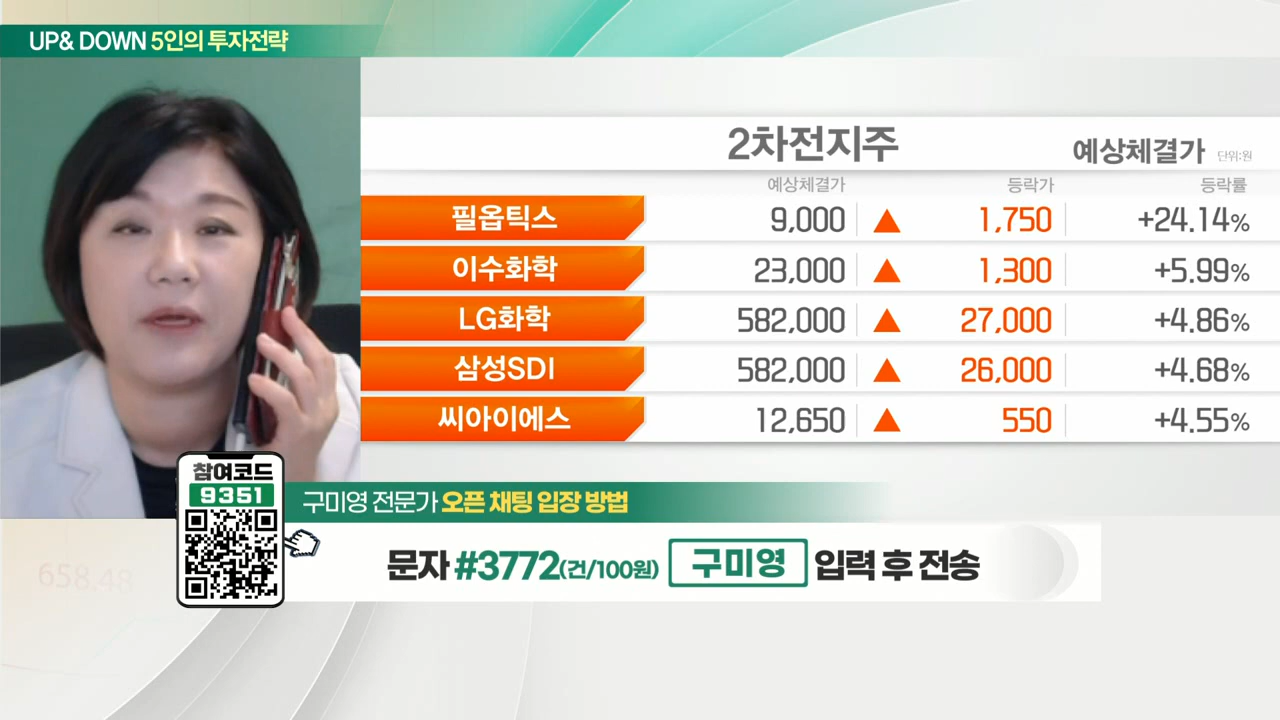 UP& DOWN 5인의 투자전략
2차전지주 예상체결가 단위:원
예상체결가 등락가 등락률
필옵틱스 9,000 ▲ 1,750 +24.14%
이수화학 23,000 ▲ 1,300 +5.99%
LG화학 582,000 ▲ 27,000 +4.86%
삼성SDI 582,000 ▲ 26,000 +4.68%
씨아이에스 12,650 ▲ 550 +4.55%
참여코드
9351
구미영 전문가 오픈 채팅 입장 방법
문자 #3772(건/100원) 구미영 입력 후 전송
658.48